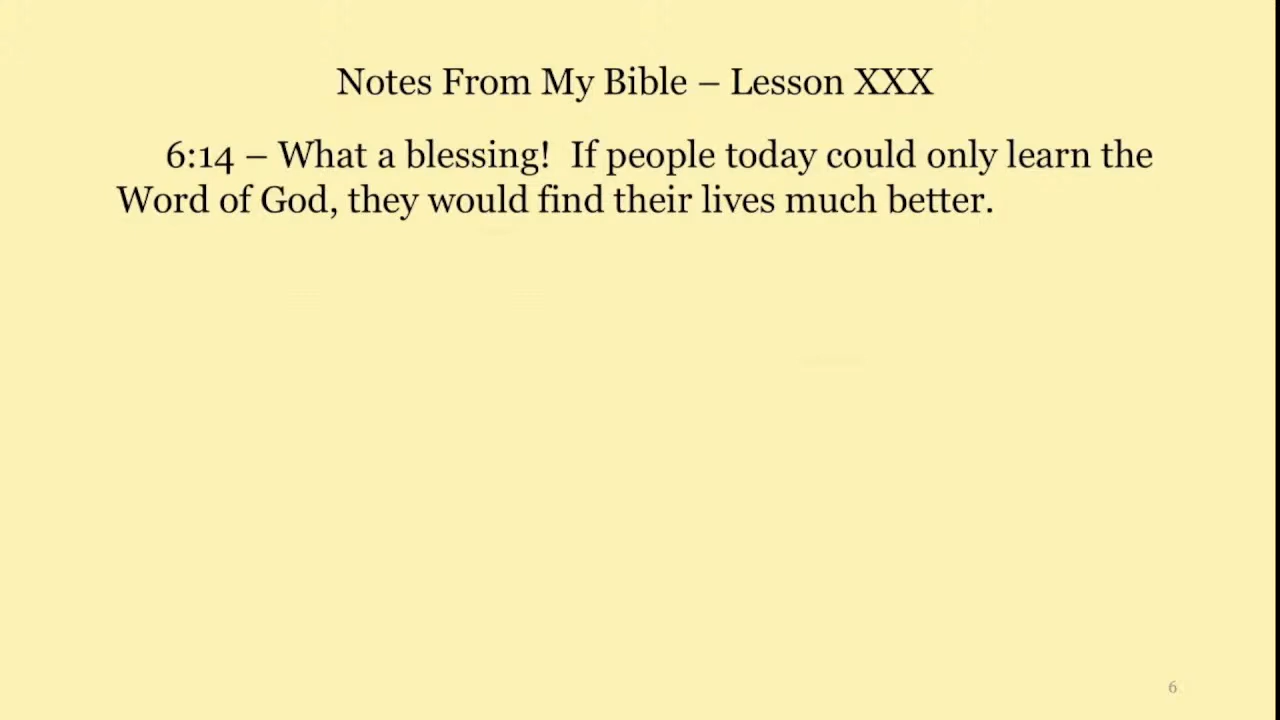 Notes From My Bible – Lesson XXX
6:14 – What a blessing!  If people today could only learn the
Word of God, they would find their lives much better.
6